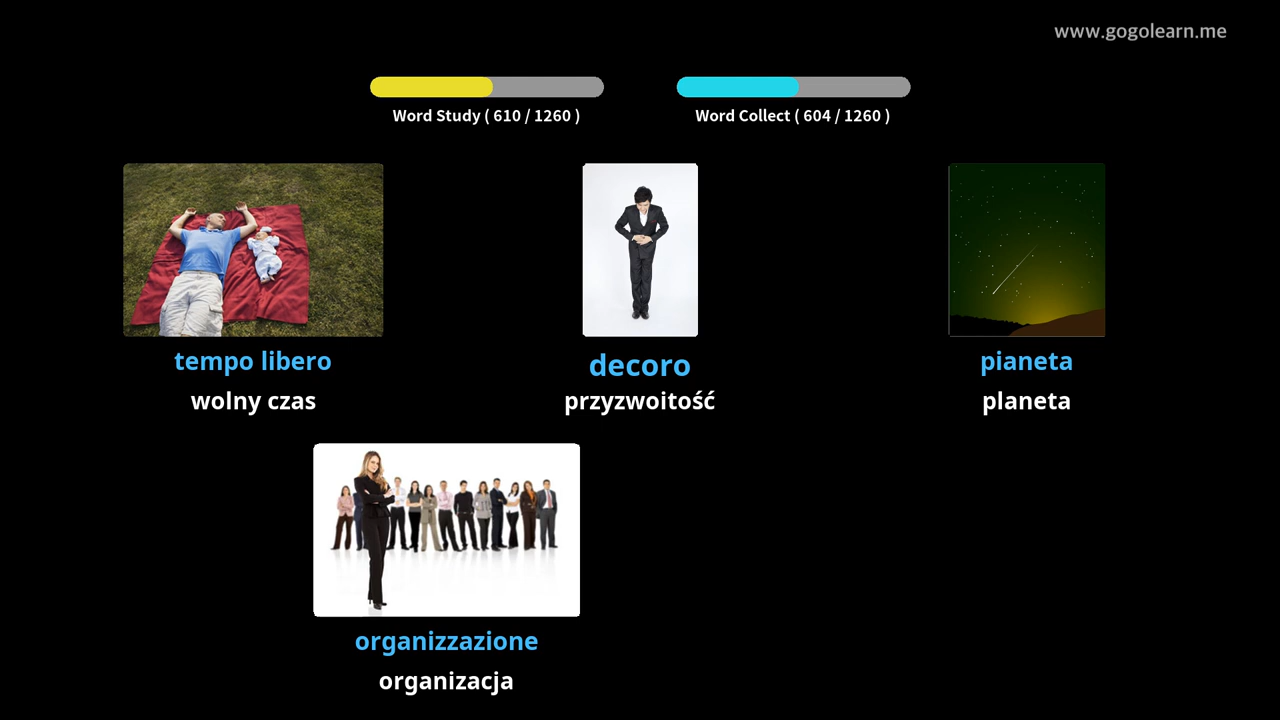 www.gogolearn.me
Word Study ( 610 / 1260 )
Word Collect ( 604 / 1260 )
tempo libero
decoro
pianeta
wolny czas
przyzwoitość
planeta
organizzazione
organizacja